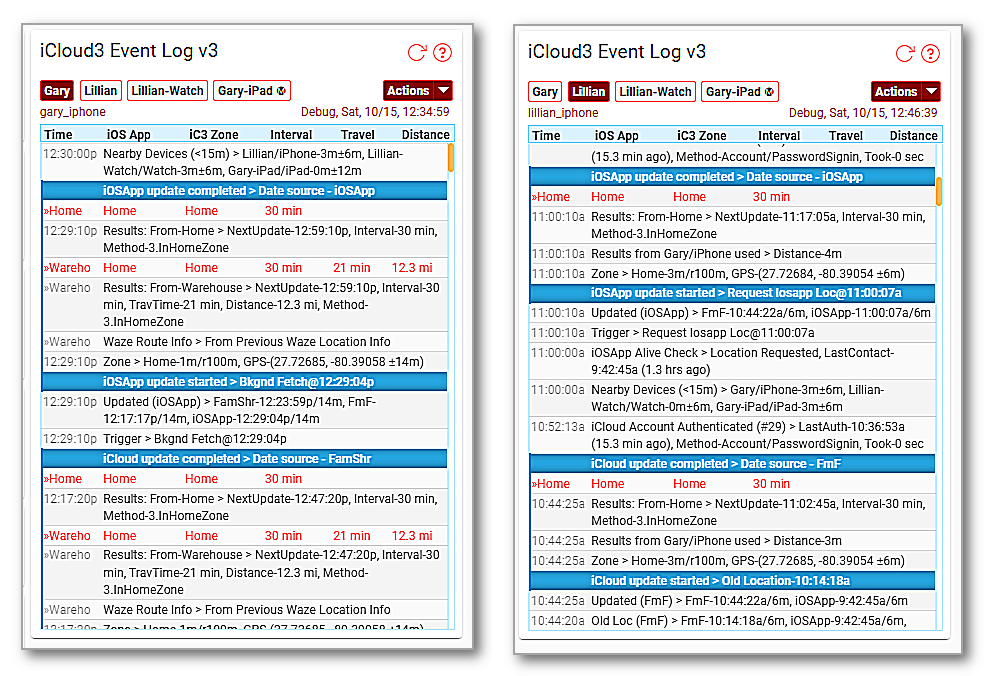 iCloud3 Event Log v3
Gary Lillian Lillian-Watch Gary-iPad Actions
gary_iphone Debug, Sat, 10/15, 12:34:59
Time iOS App iC3 Zone Interval Travel Distance
12:30:00p Nearby Devices (<15m) > Lillian/iPhone-3m±6m, Lillian-
Watch/Watch-3m±6m, Gary-iPad/iPad-0m±12m
iOSApp update completed > Date source - iOSApp
»Home Home Home 30 min
12:29:10p Results: From-Home > NextUpdate-12:59:10p, Interval-30 min,
Method-3.InHomeZone
»Wareho Home Home 30 min 21 min 12.3 mi
»Wareho Results: From-Warehouse > NextUpdate-12:59:10p, Interval-30
min, TravTime-21 min, Distance-12.3 mi, Method-
3.InHomeZone
»Wareho Waze Route Info > From Previous Waze Location Info
12:29:10p Zone > Home-1m/r100m, GPS-(27.72685, -80.39058 ±14m)
iOSApp update started > Bkgnd Fetch@12:29:04p
12:29:10p Updated (iOSApp) > FamShr-12:23:59p/14m, FmF-
12:17:17p/14m, iOSApp-12:29:04p/14m
12:29:10p Trigger > Bkgnd Fetch@12:29:04p
iCloud update completed > Date source - FamShr
»Home Home Home 30 min
12:17:20p Results: From-Home > NextUpdate-12:47:20p, Interval-30 min,
Method-3.InHomeZone
»Wareho Home Home 30 min 21 min 12.3 mi
»Wareho Results: From-Warehouse > NextUpdate-12:47:20p, Interval-30
min, TravTime-21 min, Distance-12.3 mi, Method-
3.InHomeZone
»Wareho Waze Route Info > From Previous Waze Location Info
12:17:20p Zone > Home-1m/r100m, GPS-(27.72685, -80.39058 ±14m)
iCloud3 Event Log v3
Gary Lillian Lillian-Watch Gary-iPad Actions
lillian_iphone Debug, Sat, 10/15, 12:46:39
Time iOS App iC3 Zone Interval Travel Distance
(15.3 min ago), Method-Account/PasswordSignin, Took-0 sec
iOSApp update completed > Date source - iOSApp
»Home Home Home 30 min
11:00:10a Results: From-Home > NextUpdate-11:17:05a, Interval-30 min,
Method-3.InHomeZone
11:00:10a Results from Gary/iPhone used > Distance-4m
11:00:10a Zone > Home-3m/r100m, GPS-(27.72684, -80.39054 ±6m)
iOSApp update started > Request Iosapp Loc@11:00:07a
11:00:10a Updated (iOSApp) > FmF-10:44:22a/6m, iOSApp-11:00:07a/6m
11:00:10a Trigger > Request Iosapp Loc@11:00:07a
11:00:00a iOSApp Alive Check > Location Requested, LastContact-
9:42:45a (1.3 hrs ago)
11:00:00a Nearby Devices (<15m) > Gary/iPhone-3m±6m, Lillian-
Watch/Watch-0m±6m, Gary-iPad/iPad-3m±6m
10:52:13a iCloud Account Authenticated (#29) > LastAuth-10:36:53a
(15.3 min ago), Method-Account/PasswordSignin, Took-0 sec
iCloud update completed > Date source - FmF
»Home Home Home 30 min
10:44:25a Results: From-Home > NextUpdate-11:02:45a, Interval-30 min,
Method-3.InHomeZone
10:44:25a Results from Gary/iPhone used > Distance-3m
10:44:25a Zone > Home-3m/r100m, GPS-(27.72686, -80.39054 ±6m)
iCloud update started > Old Location-10:14:18a
10:44:25a Updated (FmF) > FmF-10:44:22a/6m, iOSApp-9:42:45a/6m
10:44:20a Old Loc (FmF) > FmF-10:14:18a/6m, iOSApp-9:42:45a/6m,